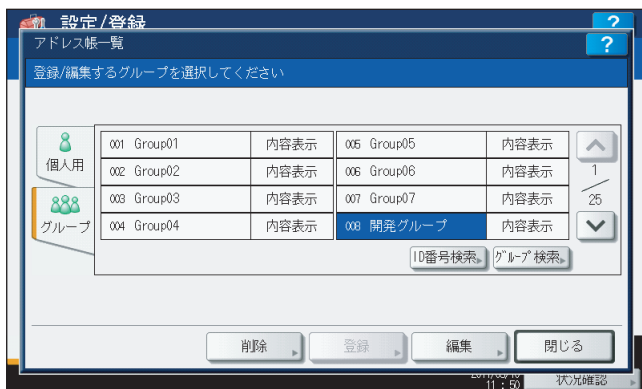 設定/登録
?
アドレス帳一覧
?
登録/編集するグループを選択してください
個人用
グループ
001 Group01 内容表示 005 Group05 内容表示
002 Group02 内容表示 006 Group06 内容表示
003 Group03 内容表示 007 Group07 内容表示
004 Group04 内容表示 008 開発グループ 内容表示
1
25
ID番号検索 グループ検索
削除 登録 編集 閉じる
11:50 状況確認